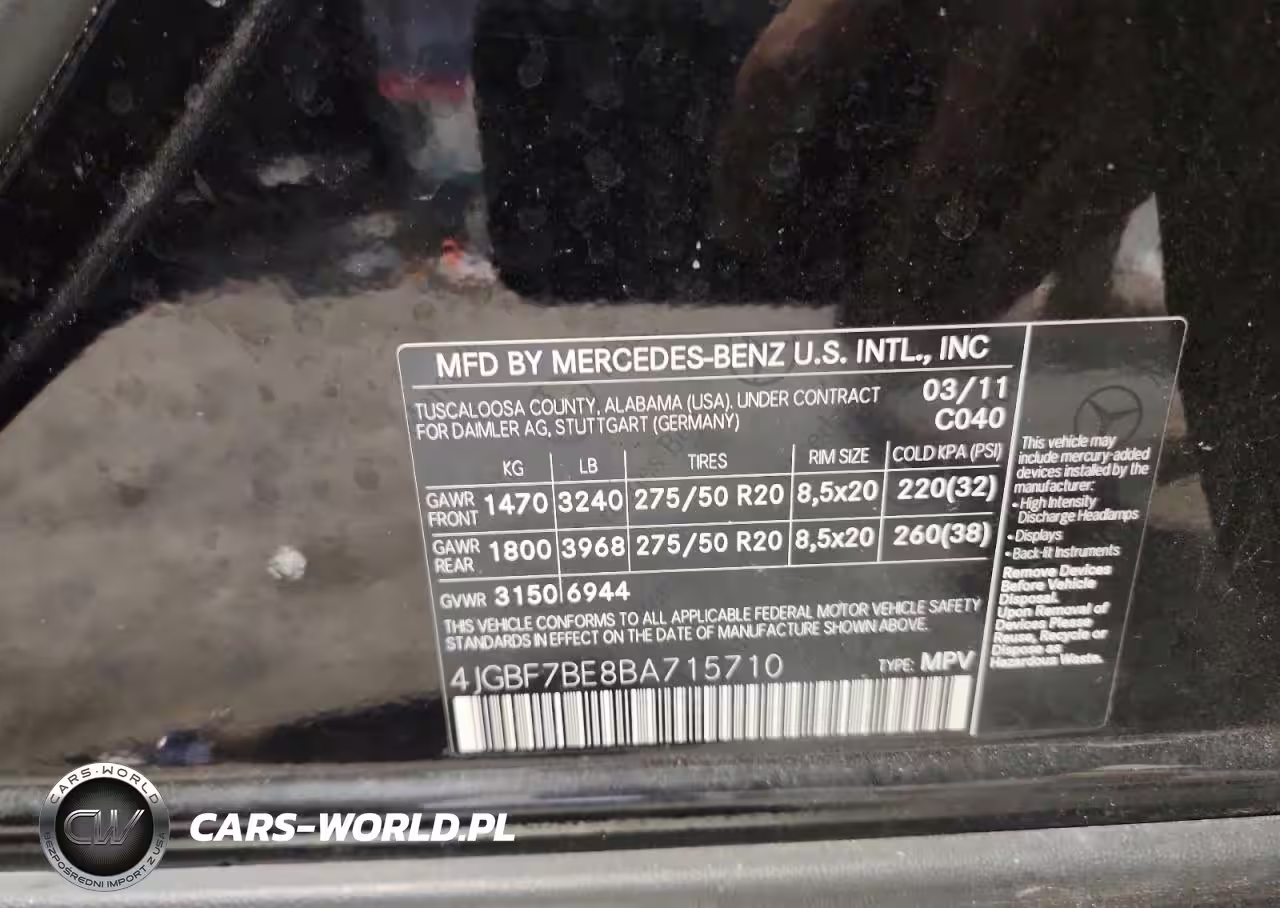 MFD BY MERCEDES-BENZ U.S. INTL., INC
TUSCALOOSA COUNTY, ALABAMA (USA). UNDER CONTRACT
FOR DAIMLER AG, STUTTGART (GERMANY)
03/11
C040
KG LB TIRES RIM SIZE COLD KPA (PSI)
GAWR FRONT 1470 3240 275/50 R20 8,5x20 220(32)
GAWR REAR 1800 3968 275/50 R20 8,5x20 260(38)
GVWR 3150 6944
THIS VEHICLE CONFORMS TO ALL APPLICABLE FEDERAL MOTOR VEHICLE SAFETY
STANDARDS IN EFFECT ON THE DATE OF MANUFACTURE SHOWN ABOVE.
4JGBF7BE8BA715710 TYPE: MPV
This vehicle may
include mercury-added
devices installed by the
manufacturer:
• High Intensity
Discharge Headlamps
• Displays
• Back-lit Instruments
Remove Devices
Before Vehicle
Disposal.
Upon Removal of
Devices Please
Reuse, Recycle or
Dispose as
Hazardous Waste.
CARS-WORLD
CW
BEZPOŚREDNI IMPORT Z USA
CARS-WORLD.PL